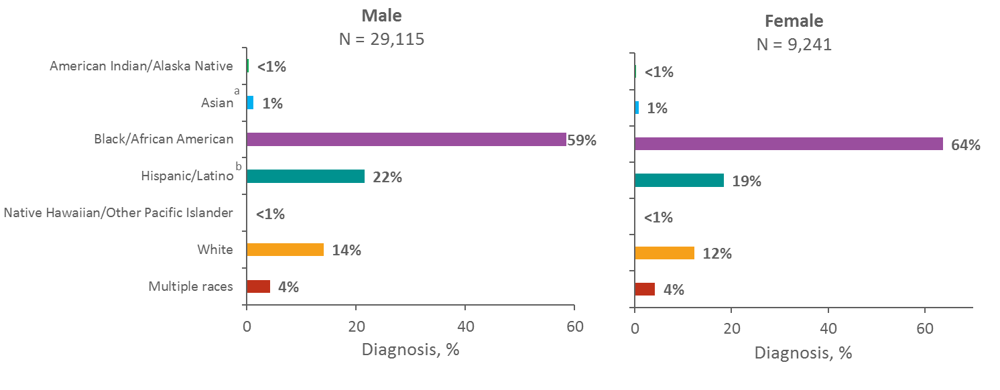 Male
N = 29,115
American Indian/Alaska Native <1%
Asian a 1%
Black/African American 59%
Hispanic/Latino b 22%
Native Hawaiian/Other Pacific Islander <1%
White 14%
Multiple races 4%
0 20 40 60
Diagnosis, %
Female
N = 9,241
<1%
1%
64%
19%
<1%
12%
4%
0 20 40 60
Diagnosis, %